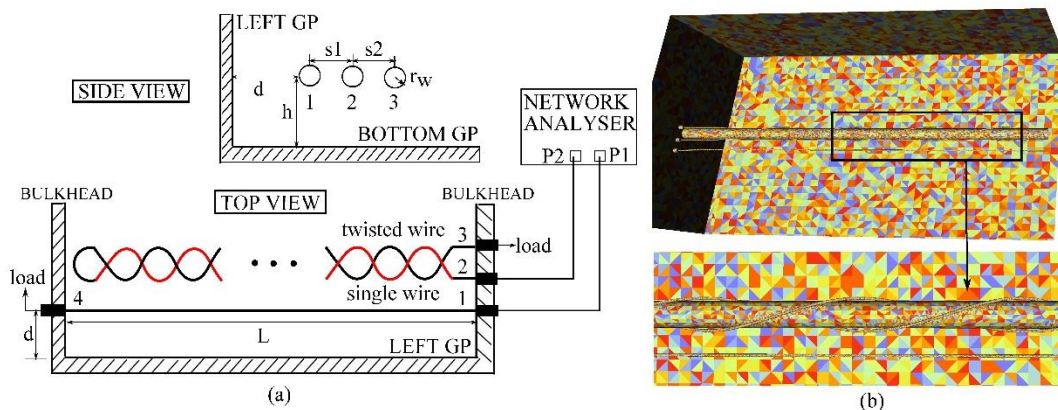 LEFT GP
s1 s2
SIDE VIEW
d
h
1 2 3
r_w
BOTTOM GP
NETWORK
ANALYSER
P2 P1
BULKHEAD
TOP VIEW
BULKHEAD
twisted wire
3
load
2
single wire
1
load
4
d
L
LEFT GP
(a)
(b)